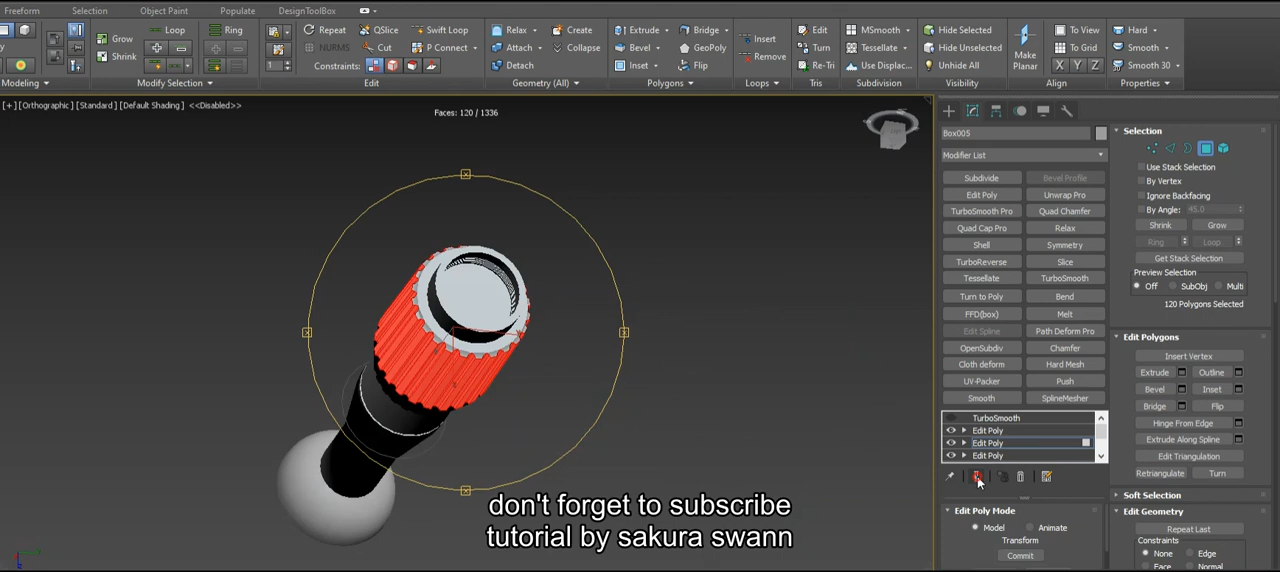 Freeform Selection Object Paint Populate DesignToolBox
Loop Ring Repeat QSlice Swift Loop Relax Create Extrude Bridge Insert Edit MSmooth Hide Selected To View Hard
Grow NURMS Cut P Connect Attach Collapse Bevel GeoPoly Remove Turn Tessellate Hide Unselected Make Planar To Grid Smooth
Shrink 1 Constraints: Detach Inset Flip Re-Tri Use Displac... Unhide All X Y Z Smooth 30
Modeling Modify Selection Edit Geometry (All) Polygons Loops Tris Subdivision Visibility Align Properties
[+] [Orthographic] [Standard] [Default Shading] <<Disabled>>
Faces: 120 / 1336
Box005
Modifier List
Subdivide Bevel Profile
Edit Poly Unwrap Pro
TurboSmooth Pro Quad Chamfer
Quad Cap Pro Relax
Shell Symmetry
TurboReverse Slice
Tessellate TurboSmooth
Turn to Poly Bend
FFD(box) Melt
Edit Spline Path Deform Pro
OpenSubdiv Chamfer
Cloth deform Hard Mesh
UV-Packer Push
Smooth SplineMesher
TurboSmooth
Edit Poly
Edit Poly
Edit Poly
Edit Poly Mode
Model Animate
Transform
Commit
Selection
Use Stack Selection
By Vertex
Ignore Backfacing
By Angle: 45.0
Shrink Grow
Ring Loop
Get Stack Selection
Preview Selection
Off SubObj Multi
120 Polygons Selected
Edit Polygons
Insert Vertex
Extrude Outline
Bevel Inset
Bridge Flip
Hinge From Edge
Extrude Along Spline
Edit Triangulation
Retriangulate Turn
Soft Selection
Edit Geometry
Repeat Last
Constraints
None Edge
Face Normal
don't forget to subscribe
tutorial by sakura swann